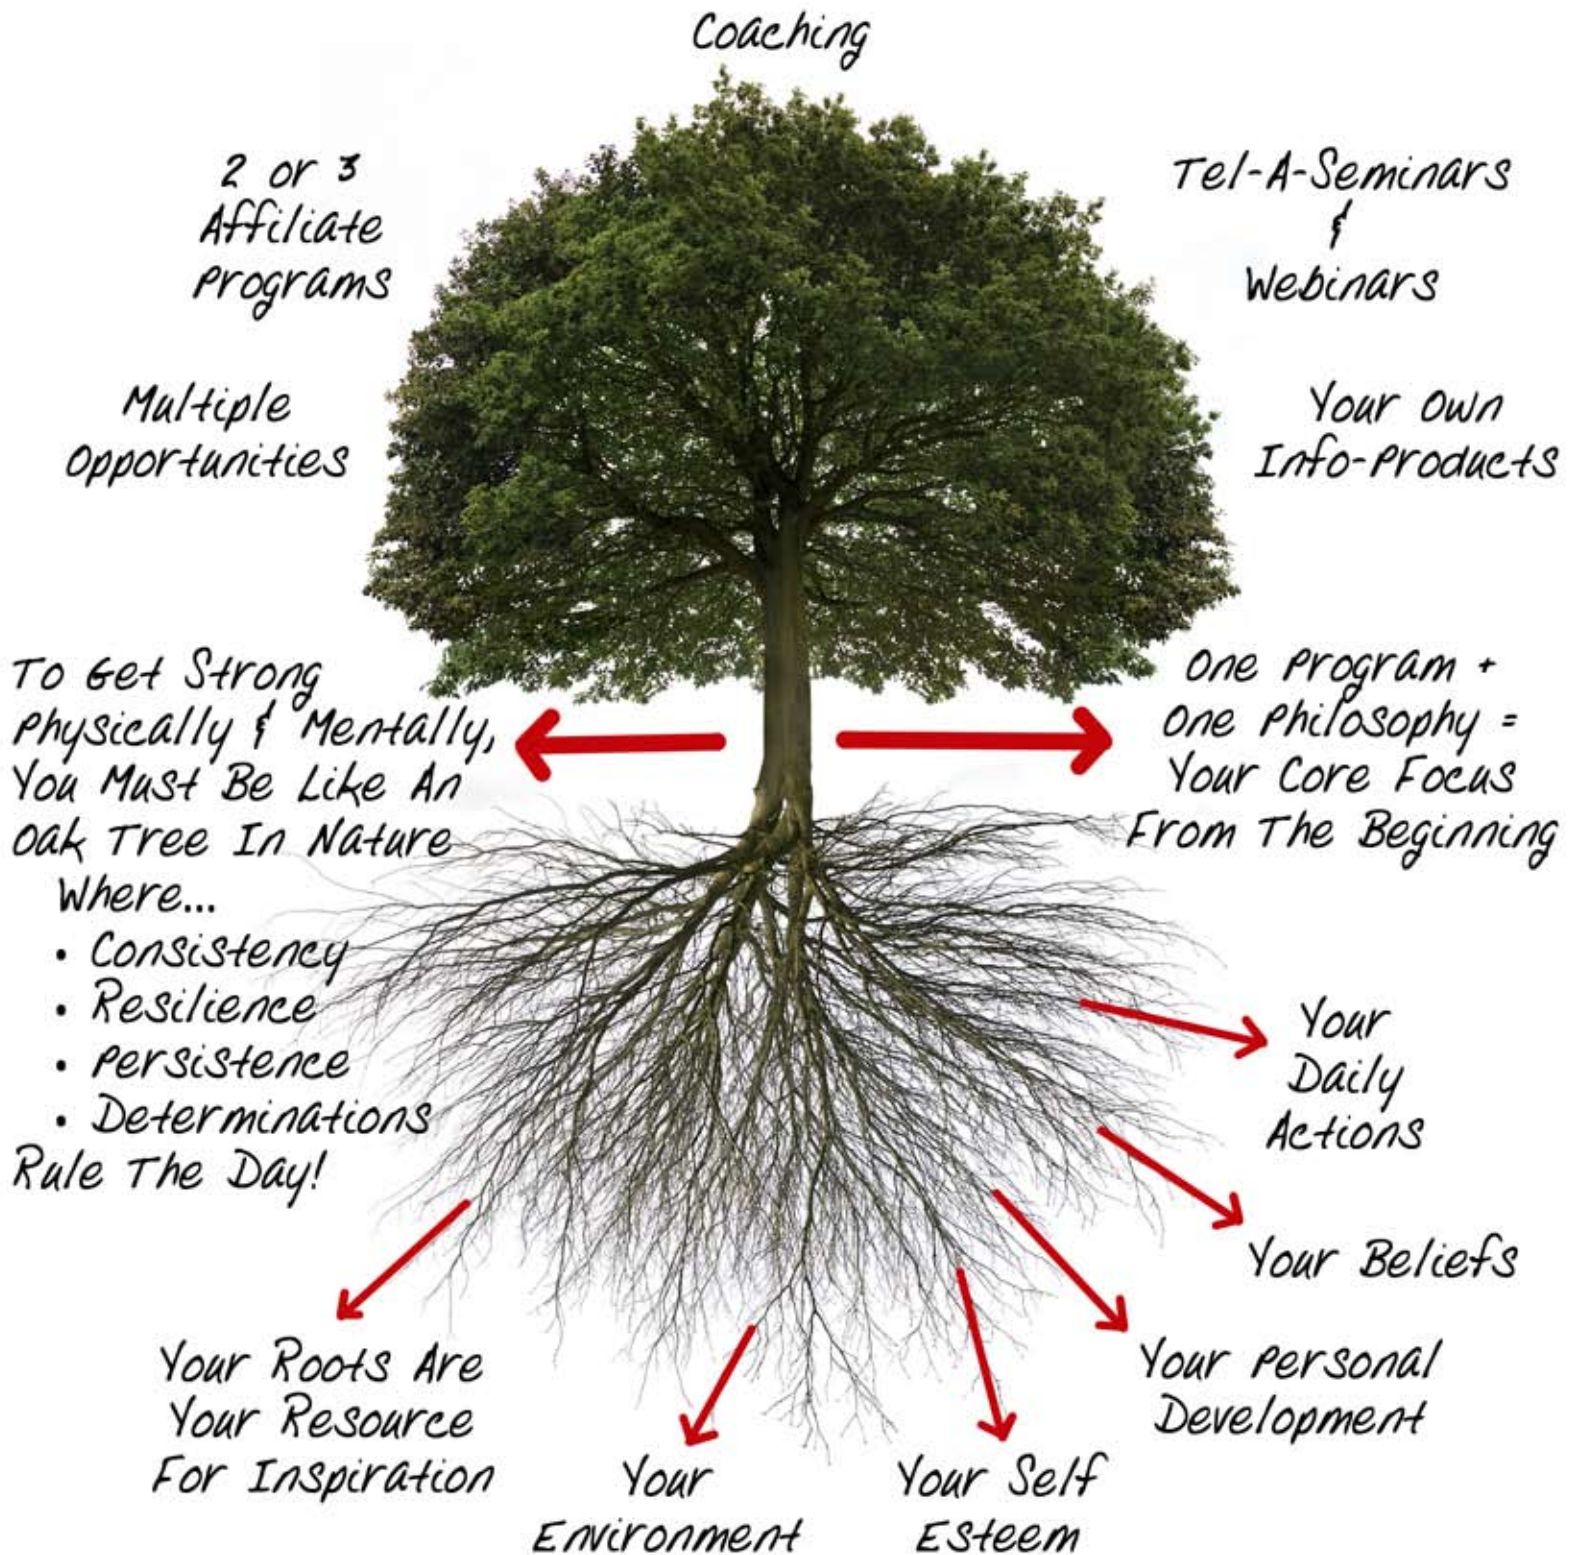 Coaching
2 or 3
Affiliate
Programs
Tel-A-Seminars
&
Webinars
Multiple
Opportunities
Your Own
Info-Products
To Get Strong
Physically & Mentally,
You Must Be Like An
Oak Tree In Nature
Where...
• Consistency
• Resilience
• Persistence
• Determinations
Rule The Day!
One Program +
One Philosophy =
Your Core Focus
From The Beginning
Your
Daily
Actions
Your Beliefs
Your Personal
Development
Your Self
Esteem
Your
Environment
Your Roots Are
Your Resource
For Inspiration